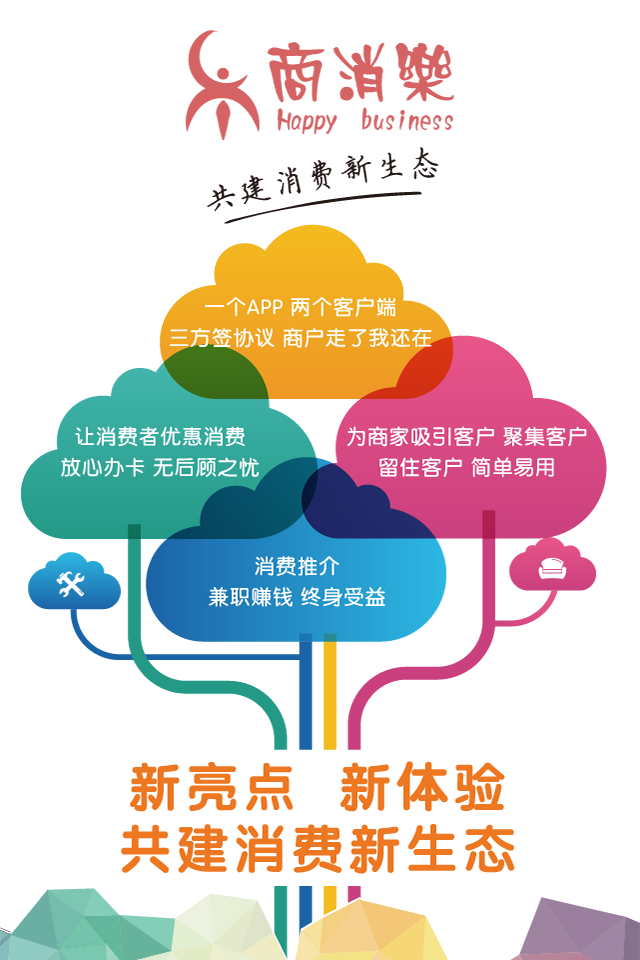 商消樂
Happy business
共建消费新生态
一个APP 两个客户端
三方签协议 商户走了我还在
让消费者优惠消费
放心办卡 无后顾之忧
为商家吸引客户 聚集客户
留住客户 简单易用
消费推介
兼职赚钱 终身受益
新亮点 新体验
共建消费新生态